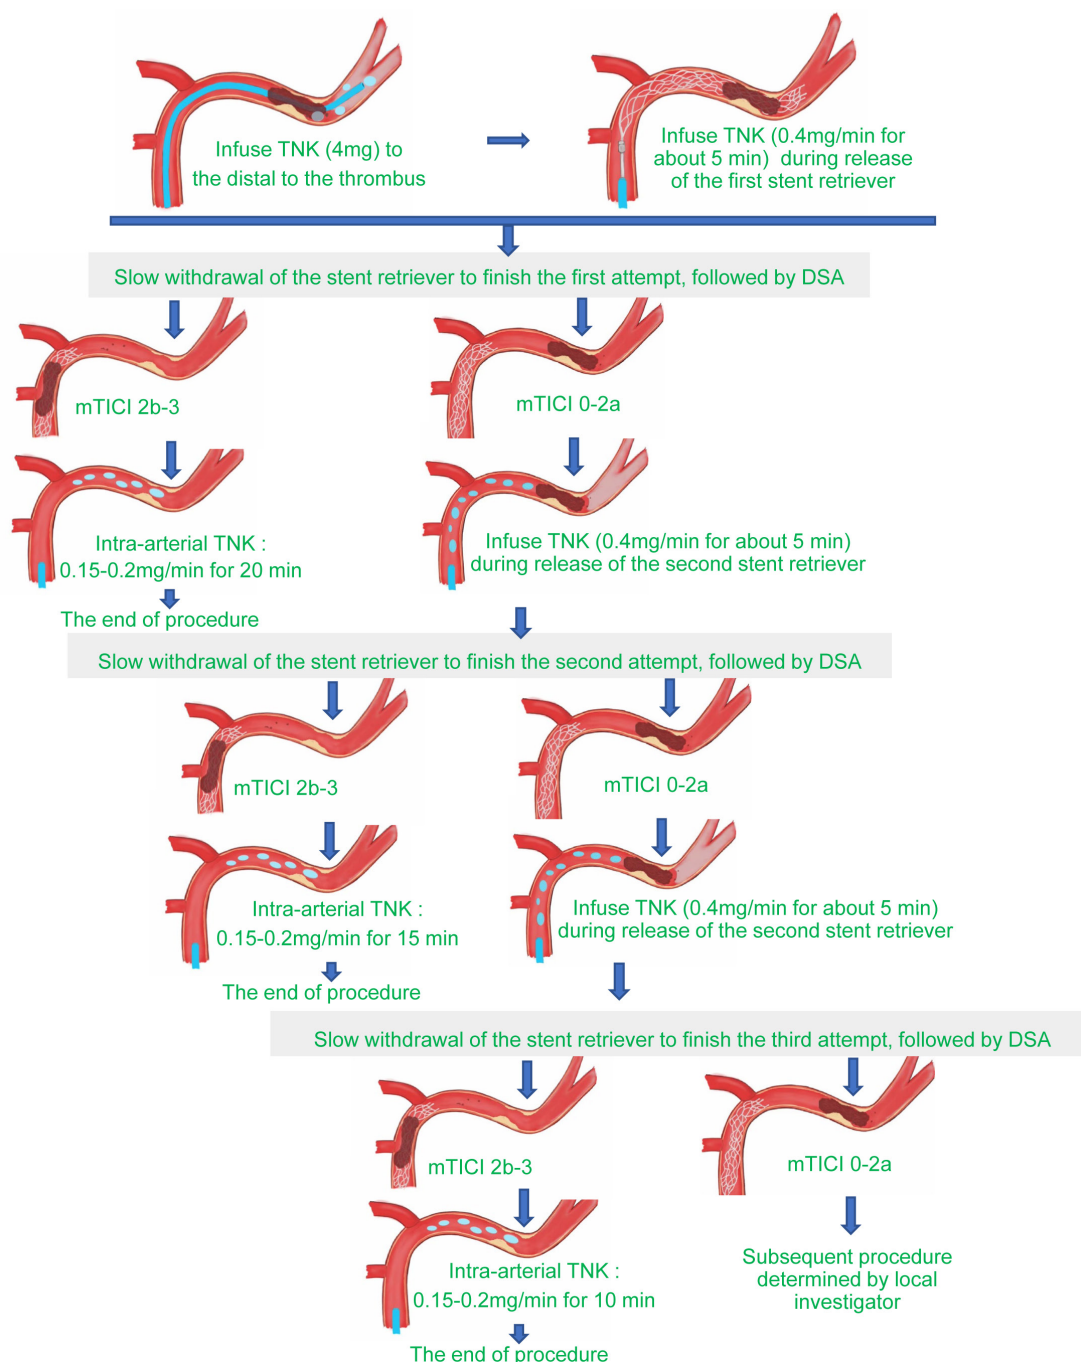 Infuse TNK (4mg) to
the distal to the thrombus
Infuse TNK (0.4mg/min for
about 5 min) during release
of the first stent retriever
Slow withdrawal of the stent retriever to finish the first attempt, followed by DSA
mTICI 2b-3
mTICI 0-2a
Intra-arterial TNK :
0.15-0.2mg/min for 20 min
The end of procedure
Infuse TNK (0.4mg/min for about 5 min)
during release of the second stent retriever
Slow withdrawal of the stent retriever to finish the second attempt, followed by DSA
mTICI 2b-3
mTICI 0-2a
Intra-arterial TNK :
0.15-0.2mg/min for 15 min
The end of procedure
Infuse TNK (0.4mg/min for about 5 min)
during release of the second stent retriever
Slow withdrawal of the stent retriever to finish the third attempt, followed by DSA
mTICI 2b-3
mTICI 0-2a
Intra-arterial TNK :
0.15-0.2mg/min for 10 min
The end of procedure
Subsequent procedure
determined by local
investigator